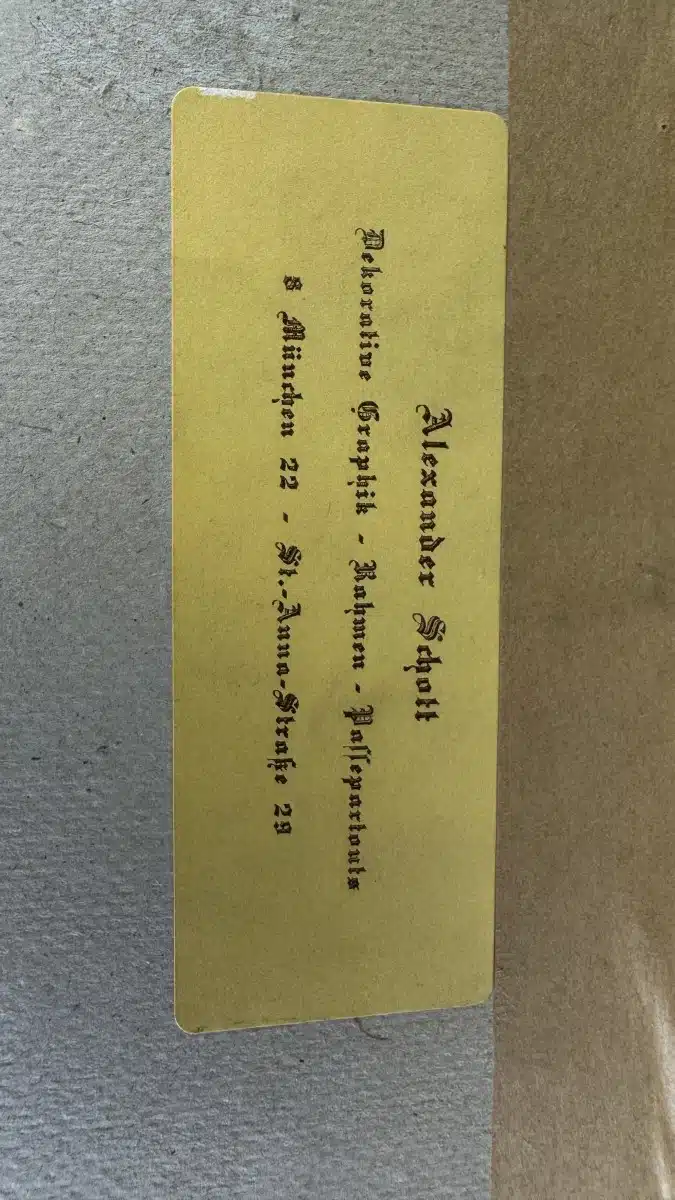 Alexander Schott
Dekorative Graphik - Rahmen - Paſſepartouts
8 München 22 - St.-Anna-Straße 29